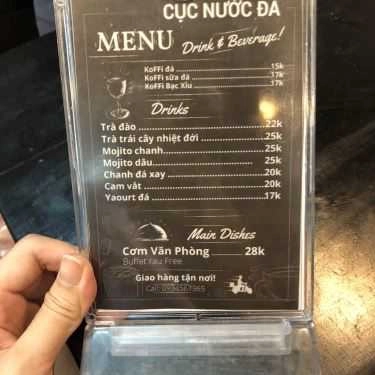 CỤC NƯỚC ĐÁ
MENU Drink & Beverage!
KoFFi đá 15k
KoFFi sữa đá 17k
KoFFi Bạc Xỉu 17k
Drinks
Trà đào 22k
Trà trái cây nhiệt đới 25k
Mojito chanh 25k
Mojito dâu 25k
Chanh đá xay 20k
Cam vắt 20k
Yaourt đá 17k
Main Dishes
Cơm Văn Phòng 28k
Buffet rau Free
Giao hàng tận nơi!
Call: